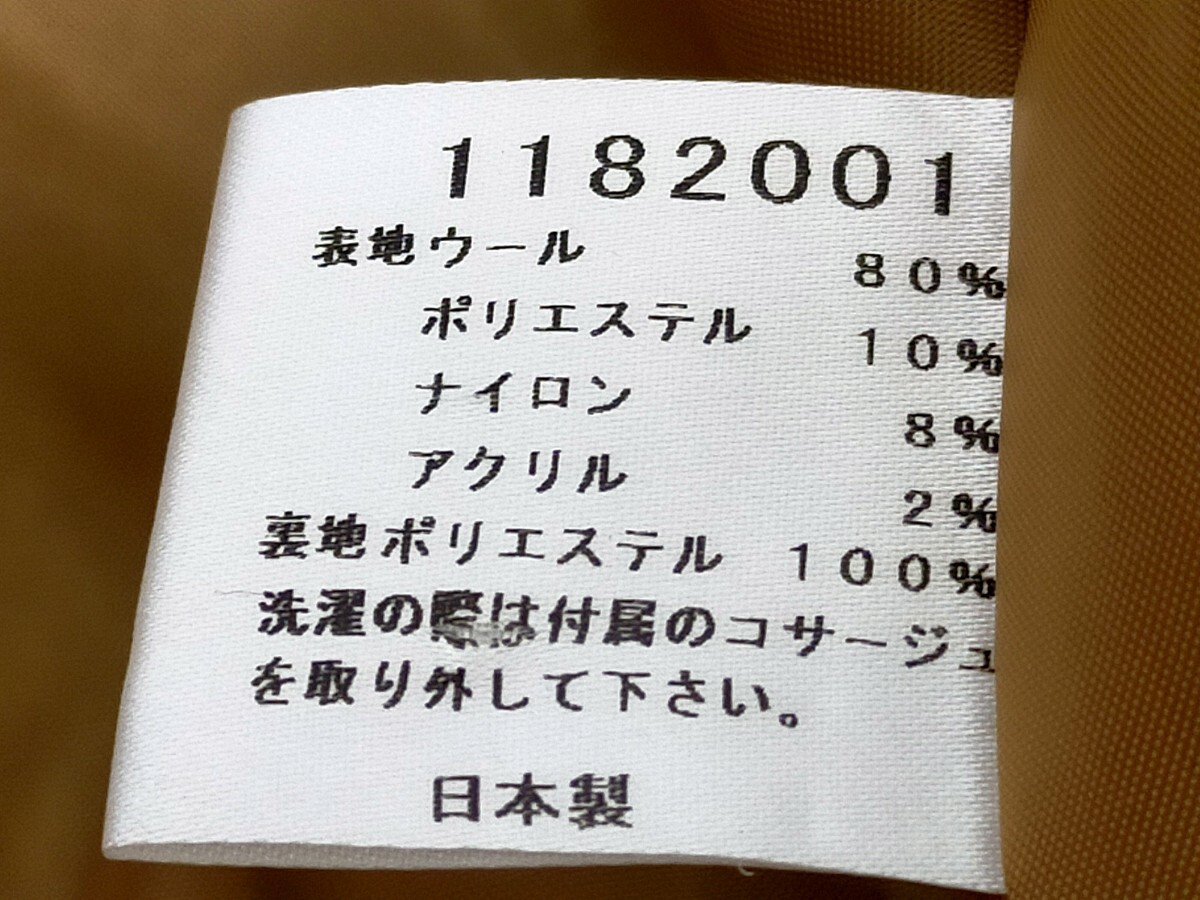 1182001
表地ウール 80%
ポリエステル 10%
ナイロン 8%
アクリル 2%
裏地ポリエステル 100%
洗濯の際は付属のコサージュ
を取り外して下さい。
日本製